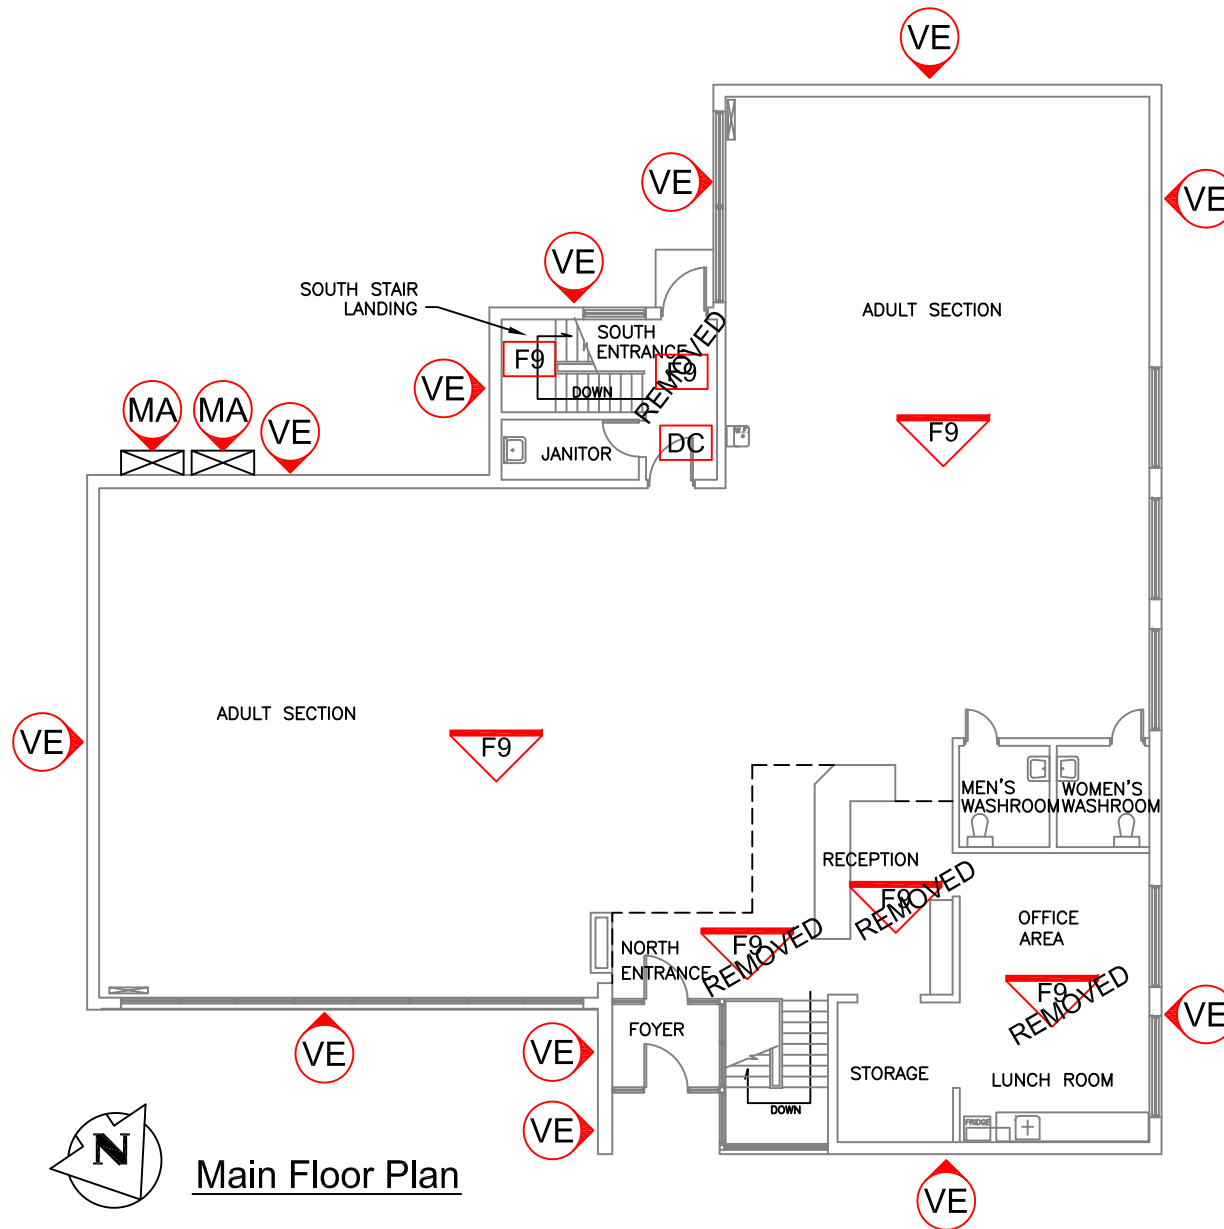 VE
VE
VE
VE
SOUTH STAIR
LANDING
ADULT SECTION
SOUTH
ENTRANCE
F9
F9
REMOVED
VE
DOWN
MA
MA
VE
F9
DC
W.F.
JANITOR
ADULT SECTION
VE
F9
MEN'S
WASHROOM
WOMEN'S
WASHROOM
RECEPTION
F9
REMOVED
OFFICE
AREA
NORTH
ENTRANCE
F9
REMOVED
F9
REMOVED
VE
FOYER
VE
VE
STORAGE
LUNCH ROOM
DOWN
FRIDGE
VE
N
Main Floor Plan
VE